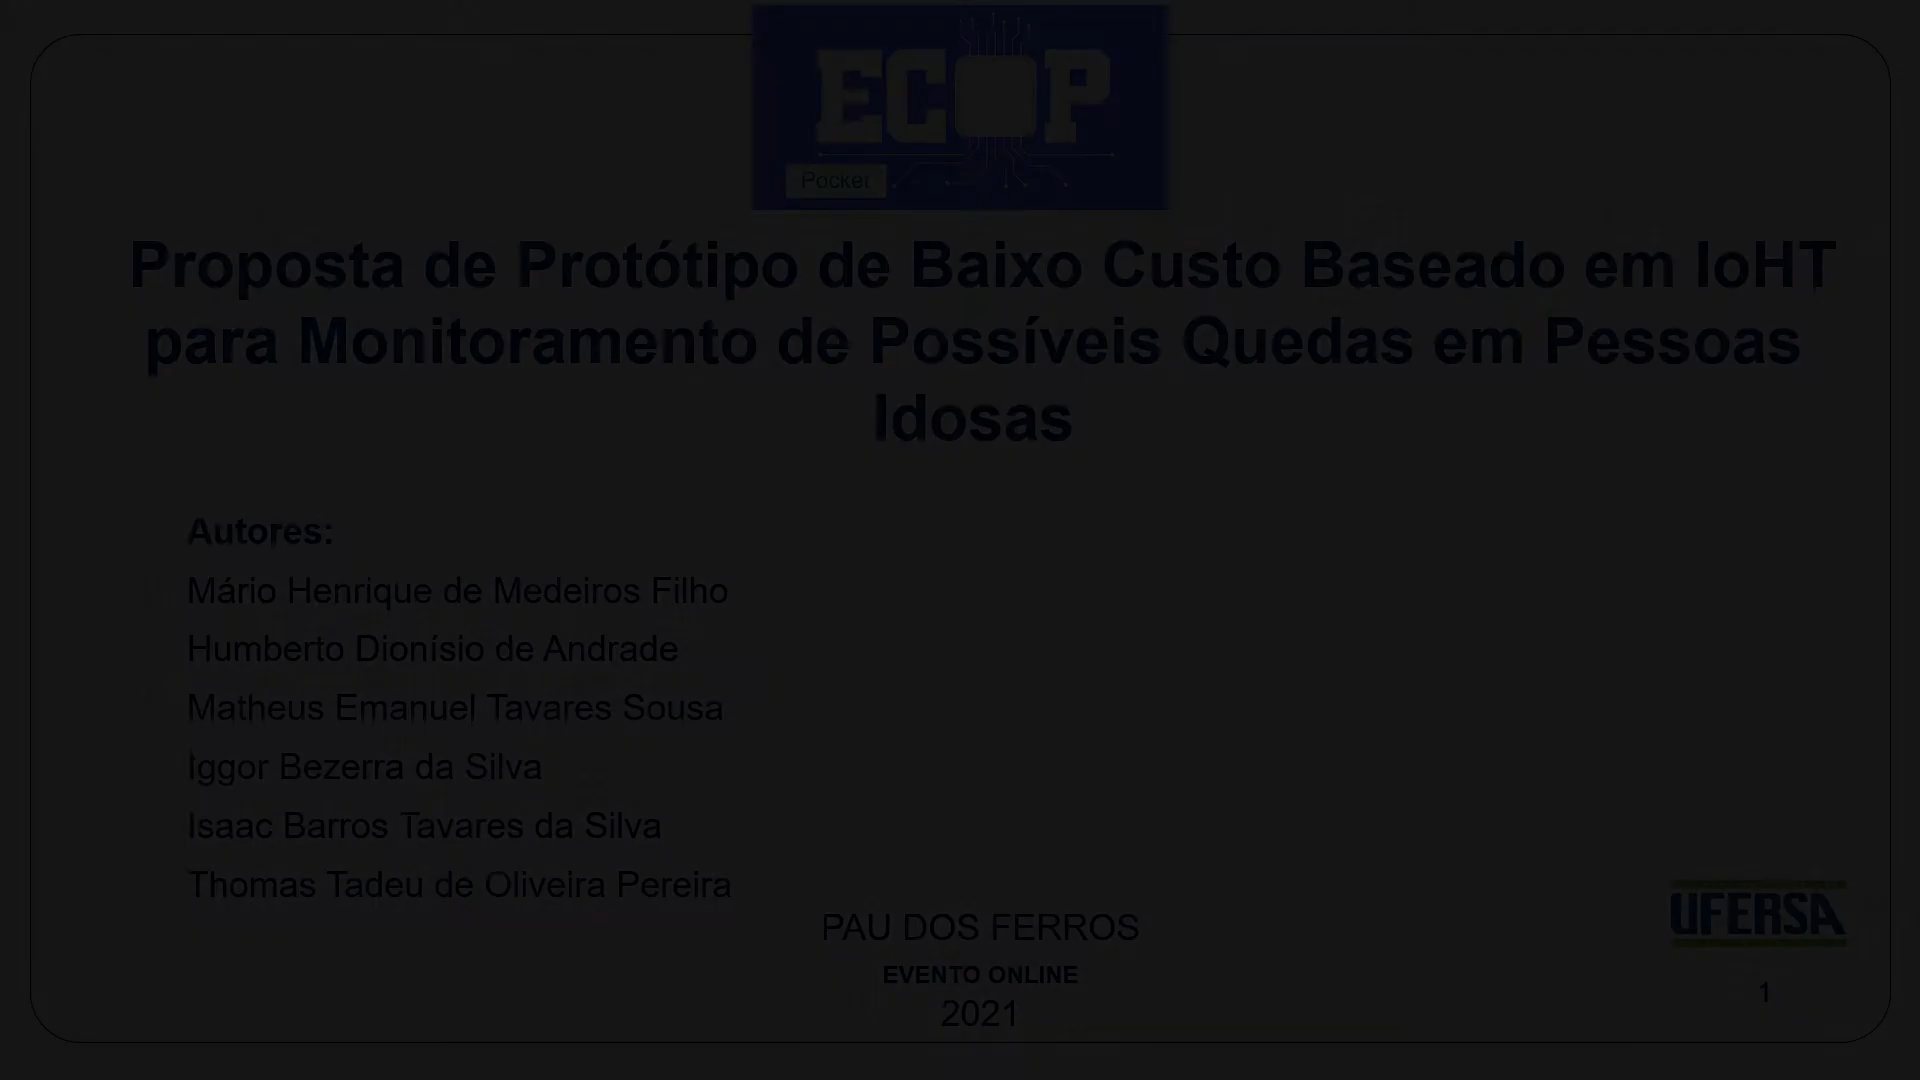 ECOP
Pocket
Proposta de Protótipo de Baixo Custo Baseado em IoHT
para Monitoramento de Possíveis Quedas em Pessoas
Idosas
Autores:
Mário Henrique de Medeiros Filho
Humberto Dionísio de Andrade
Matheus Emanuel Tavares Sousa
Iggor Bezerra da Silva
Isaac Barros Tavares da Silva
Thomas Tadeu de Oliveira Pereira
PAU DOS FERROS
EVENTO ONLINE
2021
UFERSA
1